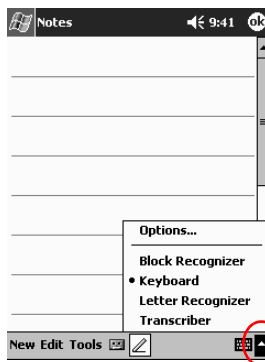 Notes 9:41 ok
Options...
Block Recognizer
Keyboard
Letter Recognizer
Transcriber
New Edit Tools